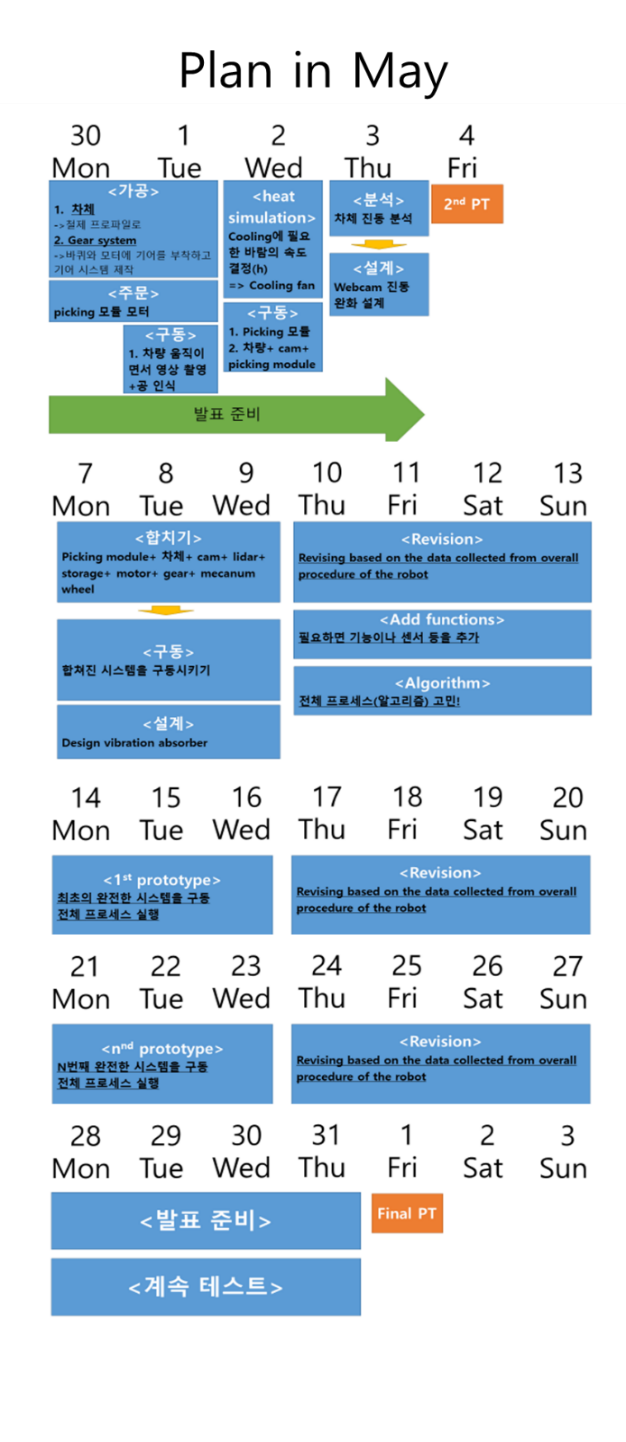 Plan in May
30 1 2 3 4
Mon Tue Wed Thu Fri
<가공>
1. 차체
->철제 프로파일로
2. Gear system
->바퀴와 모터에 기어를 부착하고
기어 시스템 제작
<주문>
picking 모듈 모터
<구동>
1. 차량 움직이
면서 영상 촬영
+공 인식
<heat
simulation>
Cooling에 필요
한 바람의 속도
결정(h)
=> Cooling fan
<구동>
1. Picking 모듈
2. 차량+ cam+
picking module
<분석>
차체 진동 분석
<설계>
Webcam 진동
완화 설계
2nd PT
발표 준비
7 8 9 10 11 12 13
Mon Tue Wed Thu Fri Sat Sun
<합치기>
Picking module+ 차체+ cam+ lidar+
storage+ motor+ gear+ mecanum
wheel
<구동>
합쳐진 시스템을 구동시키기
<설계>
Design vibration absorber
<Revision>
Revising based on the data collected from overall
procedure of the robot
<Add functions>
필요하면 기능이나 센서 등을 추가
<Algorithm>
전체 프로세스(알고리즘) 고민!
14 15 16 17 18 19 20
Mon Tue Wed Thu Fri Sat Sun
<1st prototype>
최초의 완전한 시스템을 구동
전체 프로세스 실행
<Revision>
Revising based on the data collected from overall
procedure of the robot
21 22 23 24 25 26 27
Mon Tue Wed Thu Fri Sat Sun
<nnd prototype>
N번째 완전한 시스템을 구동
전체 프로세스 실행
<Revision>
Revising based on the data collected from overall
procedure of the robot
28 29 30 31 1 2 3
Mon Tue Wed Thu Fri Sat Sun
<발표 준비>
<계속 테스트>
Final PT